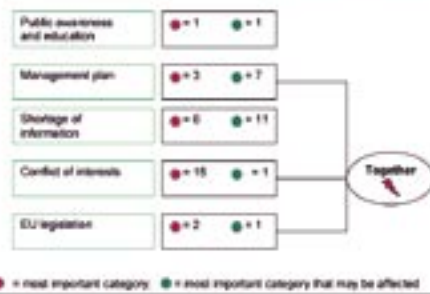 Public awareness
and education
= 1 = 1
Management plan
= 3 = 7
Shortage of
information
= 6 = 11
Conflict of interests
= 15 = 1
EU legislation
= 2 = 1
Together
= most important category = most important category that may be affected